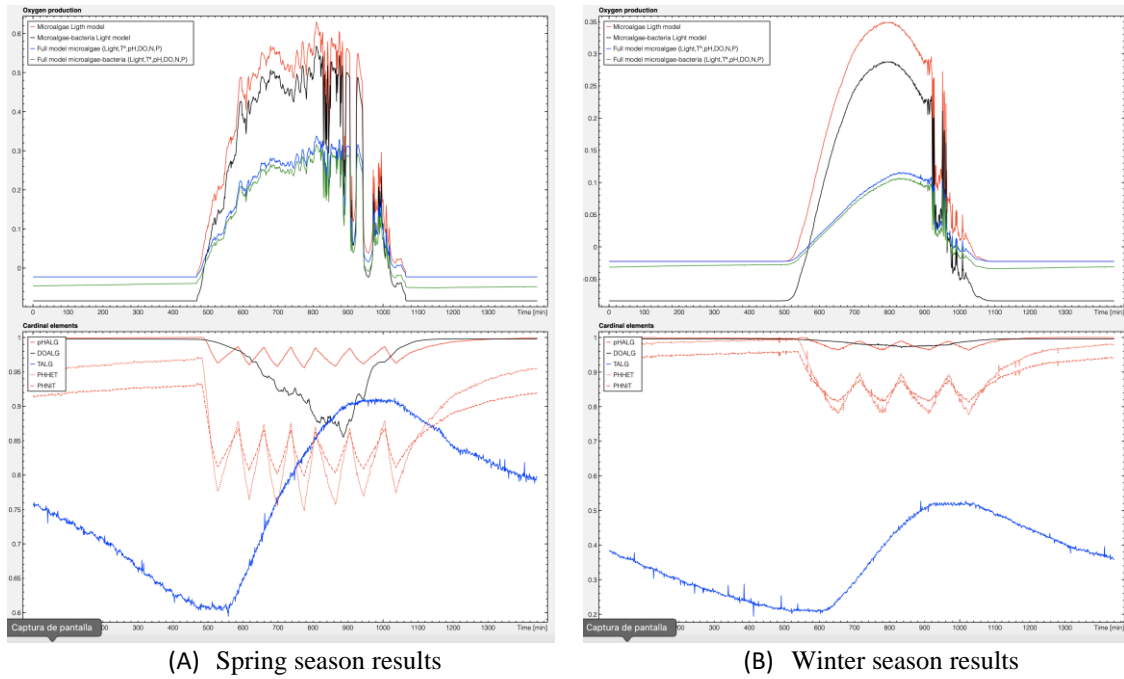 Oxygen production
Microalgae Ligth model
Microalgae-bacteria Light model
Full model microalgae (Light,Tª,pH,DO,N,P)
Full model microalgae-bacteria (Light,Tª,pH,DO,N,P)
0.6
0.5
0.4
0.3
0.2
0.1
0
0 100 200 300 400 500 600 700 800 900 1000 1100 1200 1300 Time [min]
Cardinal elements
pHALG
DOALG
TALG
PHHET
PHNIT
1
0.95
0.9
0.85
0.8
0.75
0.7
0.65
0.6
Captura de pantalla
0 200 300 400 500 600 700 800 900 1000 1100 1200 1300 Time [min]
(A) Spring season results
Oxygen production
Microalgae Ligth model
Microalgae-bacteria Light model
Full model microalgae (Light,Tª,pH,DO,N,P)
Full model microalgae-bacteria (Light,Tª,pH,DO,N,P)
0.35
0.3
0.25
0.2
0.15
0.1
0.05
0
-0.05
0 100 200 300 400 500 600 700 800 900 1000 1100 1200 1300 Time [min]
Cardinal elements
pHALG
DOALG
TALG
PHHET
PHNIT
1
0.9
0.8
0.7
0.6
0.5
0.4
0.3
0.2
Captura de pantalla
0 200 300 400 500 600 700 800 900 1000 1100 1200 1300 Time [min]
(B) Winter season results